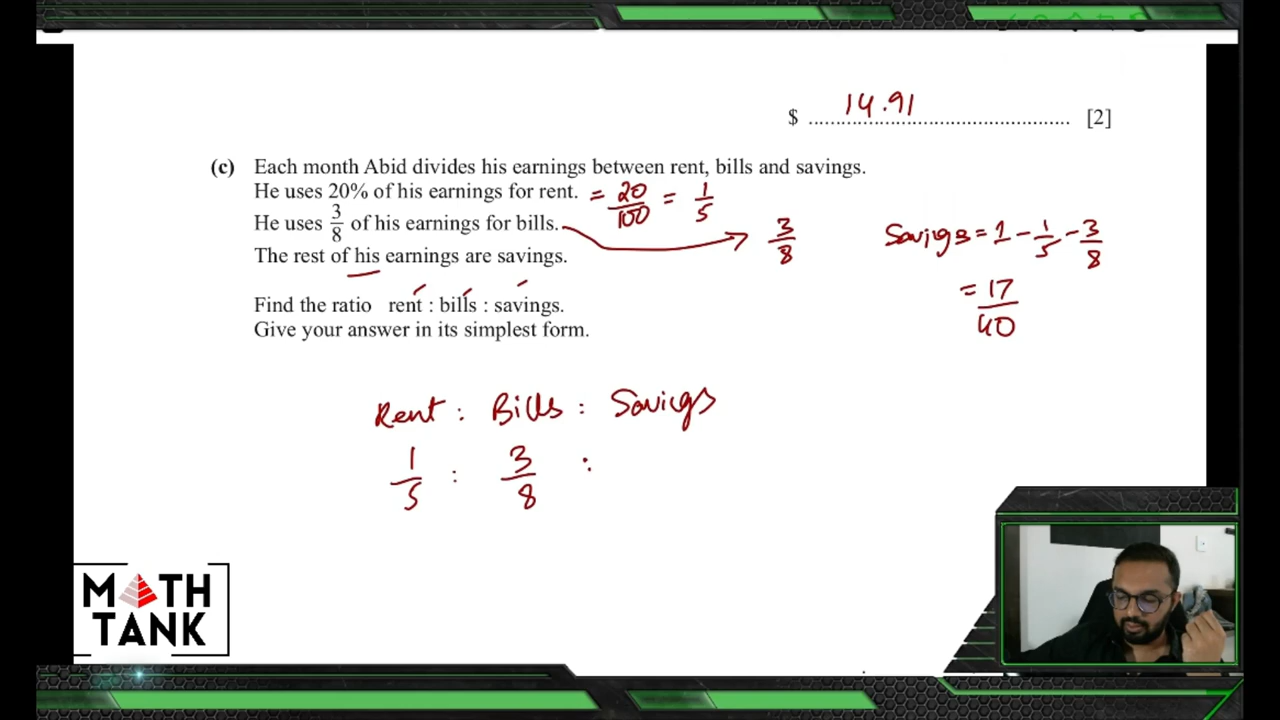 $ 14.91 [2]
(c) Each month Abid divides his earnings between rent, bills and savings.
He uses 20% of his earnings for rent. = 20/100 = 1/5
He uses 3/8 of his earnings for bills. 3/8
The rest of his earnings are savings.
Savings = 1 - 1/5 - 3/8
= 17/40
Find the ratio rent : bills : savings.
Give your answer in its simplest form.
Rent : Bills : Savings
1/5 : 3/8 :
MATH
TANK